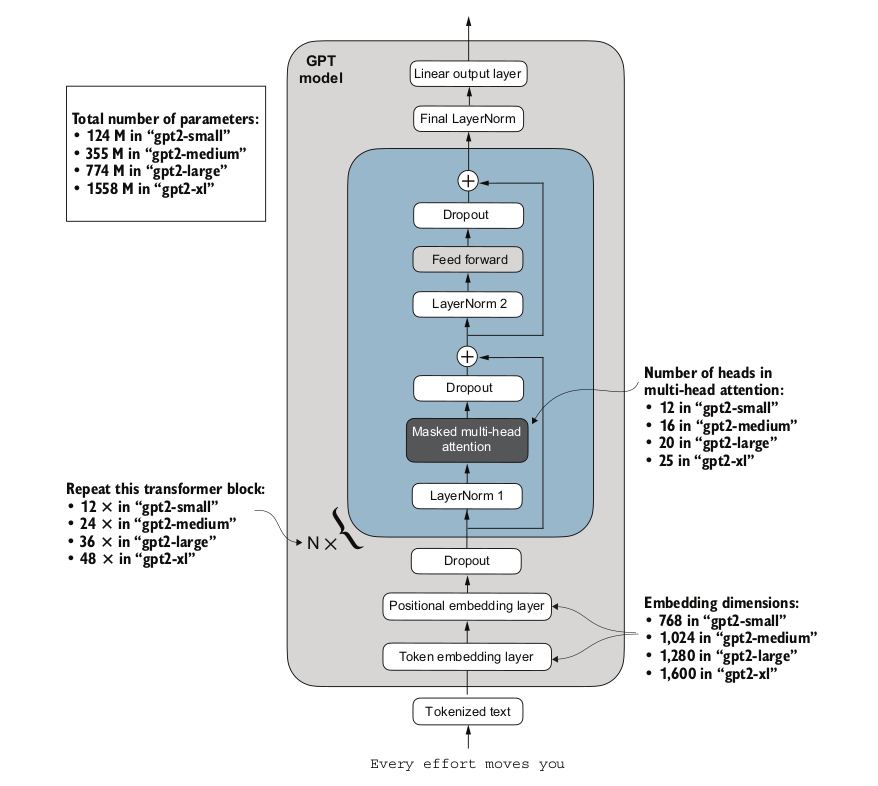 GPT
model
Linear output layer
Final LayerNorm
Total number of parameters:
• 124 M in “gpt2-small”
• 355 M in “gpt2-medium”
• 774 M in “gpt2-large”
• 1558 M in “gpt2-xl”
+
Dropout
Feed forward
LayerNorm 2
+
Dropout
Masked multi-head
attention
LayerNorm 1
Number of heads in
multi-head attention:
• 12 in “gpt2-small”
• 16 in “gpt2-medium”
• 20 in “gpt2-large”
• 25 in “gpt2-xl”
Repeat this transformer block:
• 12 × in “gpt2-small”
• 24 × in “gpt2-medium”
• 36 × in “gpt2-large”
• 48 × in “gpt2-xl”
N × {
Dropout
Positional embedding layer
Token embedding layer
Embedding dimensions:
• 768 in “gpt2-small”
• 1,024 in “gpt2-medium”
• 1,280 in “gpt2-large”
• 1,600 in “gpt2-xl”
Tokenized text
Every effort moves you